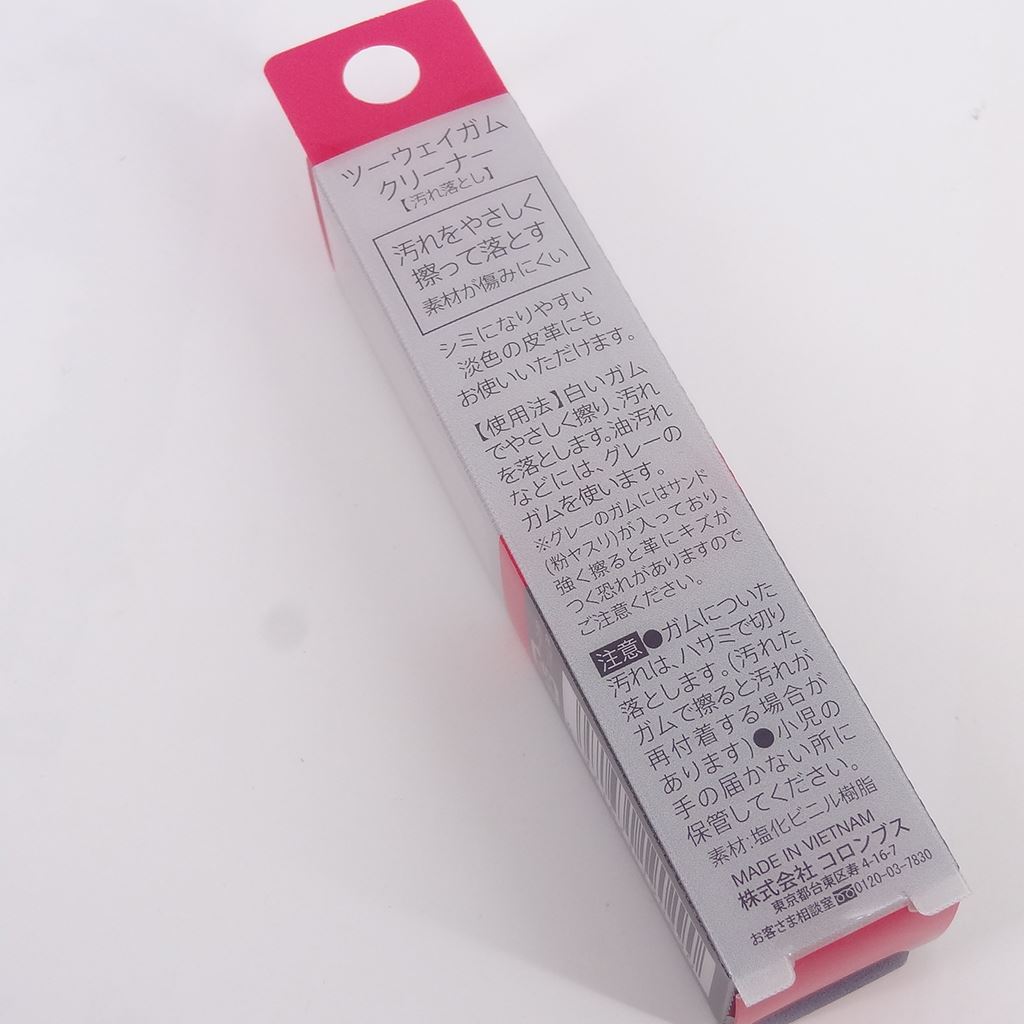 ツーウェイガム
クリーナー
【汚れ落とし】
汚れをやさしく
擦って落とす
素材が傷みにくい
シミになりやすい
淡色の皮革にも
お使いいただけます。
【使用法】白いガム
でやさしく擦り、汚れ
を落とします。油汚れ
などには、グレーの
ガムを使います。
※グレーのガムにはサンド
(粉ヤスリ)が入っており、
強く擦ると革にキズが
つく恐れがありますので
ご注意ください。
注意●ガムについた
汚れは、ハサミで切り
落とします。(汚れた
ガムで擦ると汚れが
再付着する場合が
あります)●小児の
手の届かない所に
保管してください。
素材:塩化ビニル樹脂
MADE IN VIETNAM
株式会社 コロンブス
東京都台東区寿 4-16-7
お客さま相談室 0120-03-7830